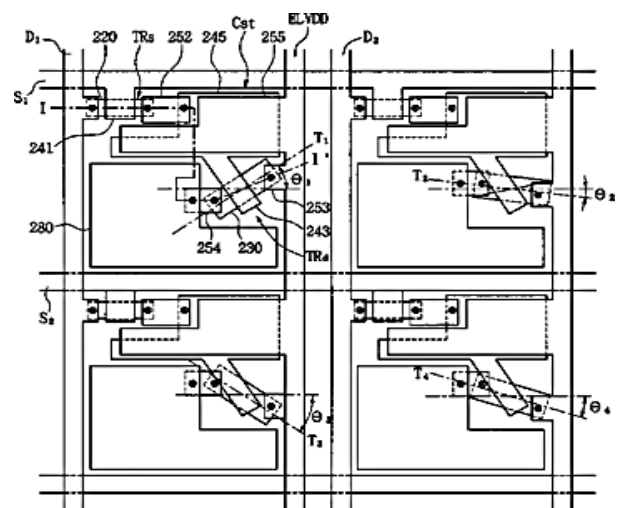 ELVDD
D₁ 220 TRs 252 245 Cst 255 D₂
S₁
I
241
T₁
I'
Θ₁
253
T₂
Θ₂
280
254 230 243
TRd
S₂
Θ₃
T₃
T₄
Θ₄